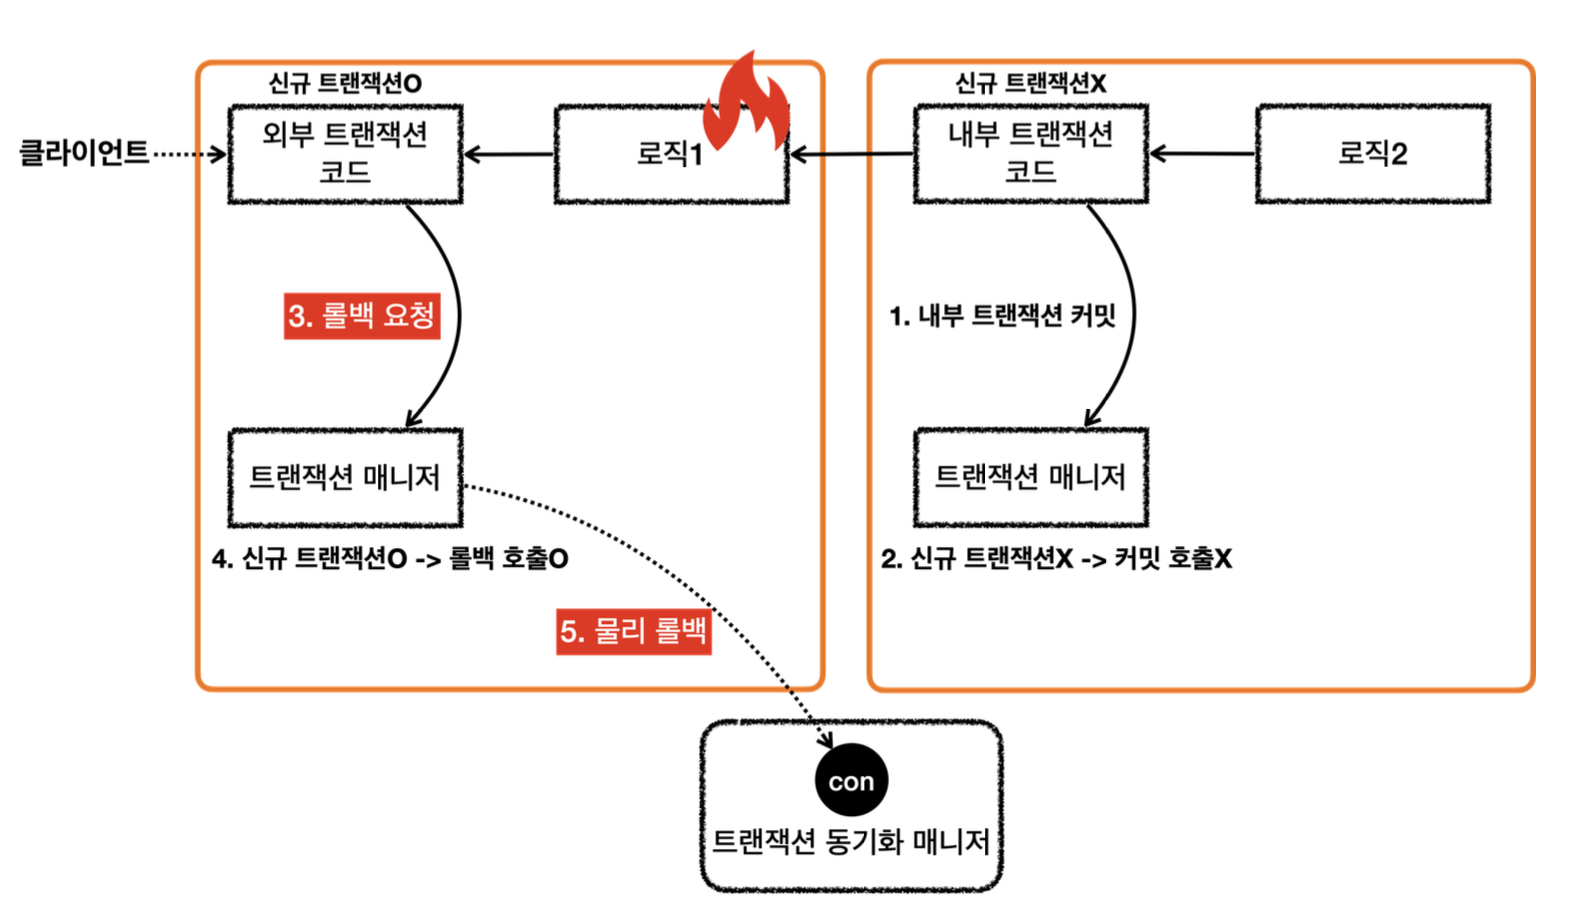 신규 트랜잭션O
신규 트랜잭션X
클라이언트
외부 트랜잭션
코드
로직1
내부 트랜잭션
코드
로직2
3. 롤백 요청
1. 내부 트랜잭션 커밋
트랜잭션 매니저
트랜잭션 매니저
4. 신규 트랜잭션O -> 롤백 호출O
2. 신규 트랜잭션X -> 커밋 호출X
5. 물리 롤백
con
트랜잭션 동기화 매니저